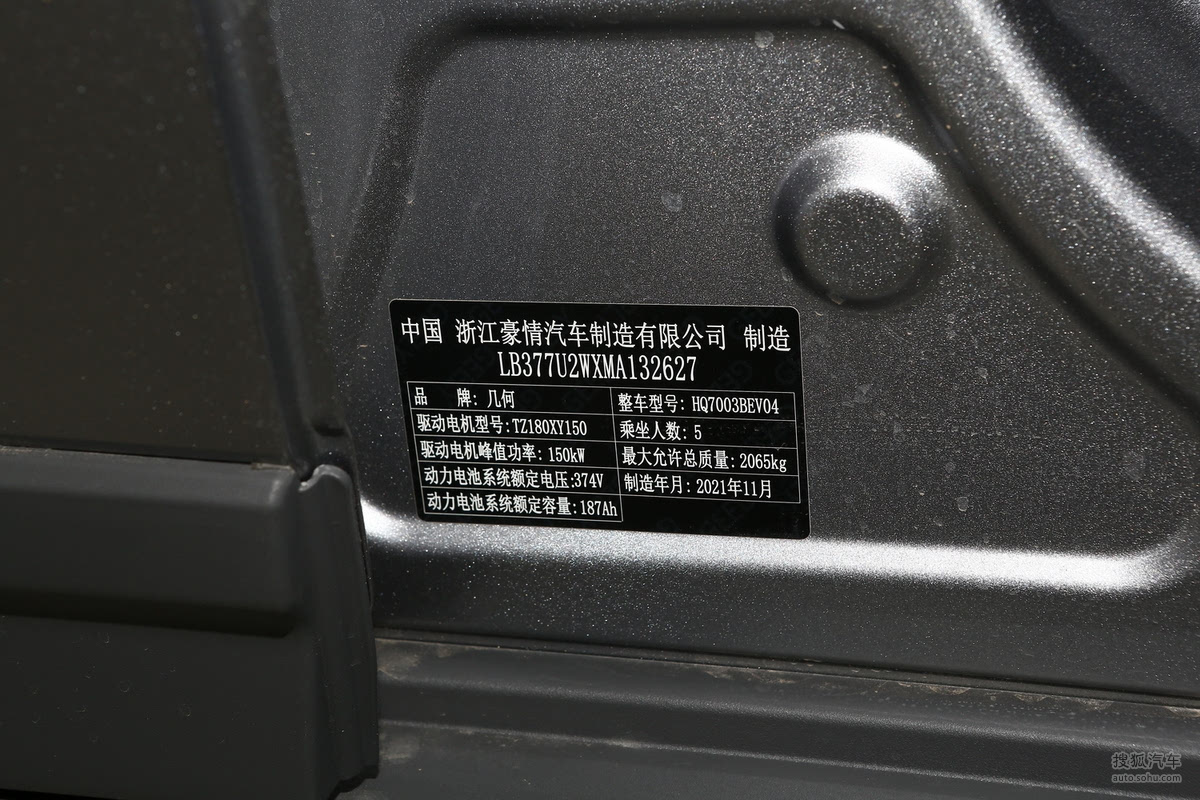 中国 浙江豪情汽车制造有限公司 制造
LB377U2WXMA132627
品 牌: 几何 整车型号: HQ7003BEV04
驱动电机型号: TZ180XY150 乘坐人数: 5
驱动电机峰值功率: 150kW 最大允许总质量: 2065kg
动力电池系统额定电压:374V 制造年月: 2021年11月
动力电池系统额定容量: 187Ah
搜狐汽车
auto.sohu.com